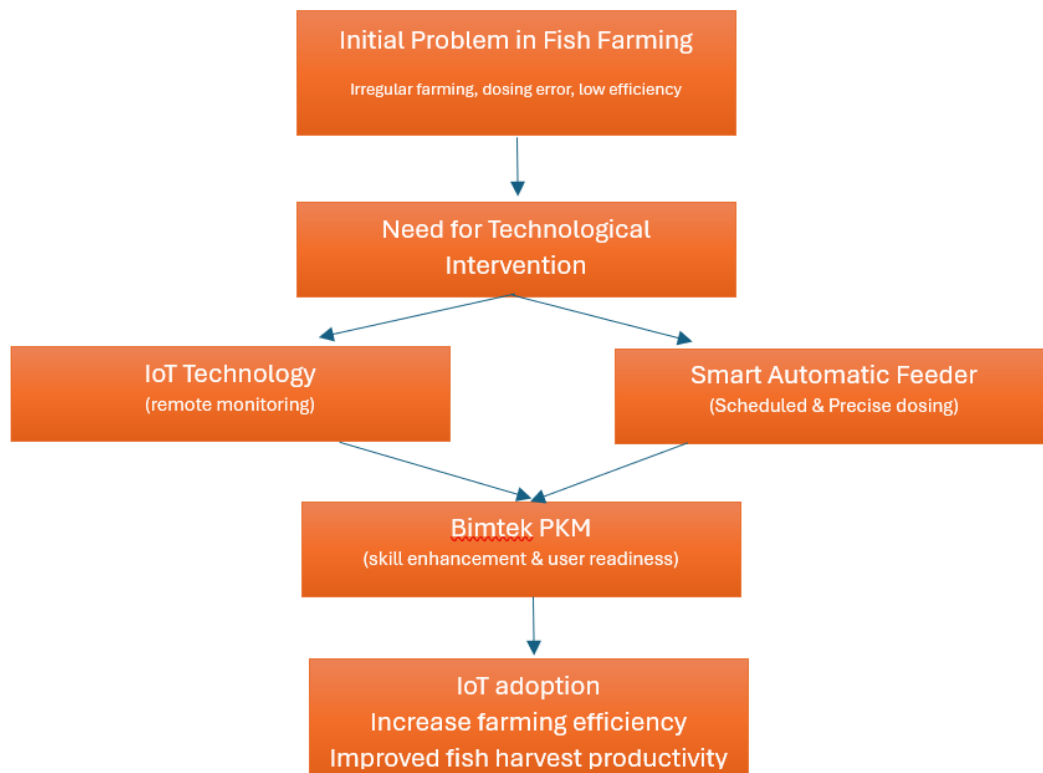 Initial Problem in Fish Farming
Irregular farming, dosing error, low efficiency
Need for Technological
Intervention
IoT Technology
(remote monitoring)
Smart Automatic Feeder
(Scheduled & Precise dosing)
Bimtek PKM
(skill enhancement & user readiness)
IoT adoption
Increase farming efficiency
Improved fish harvest productivity